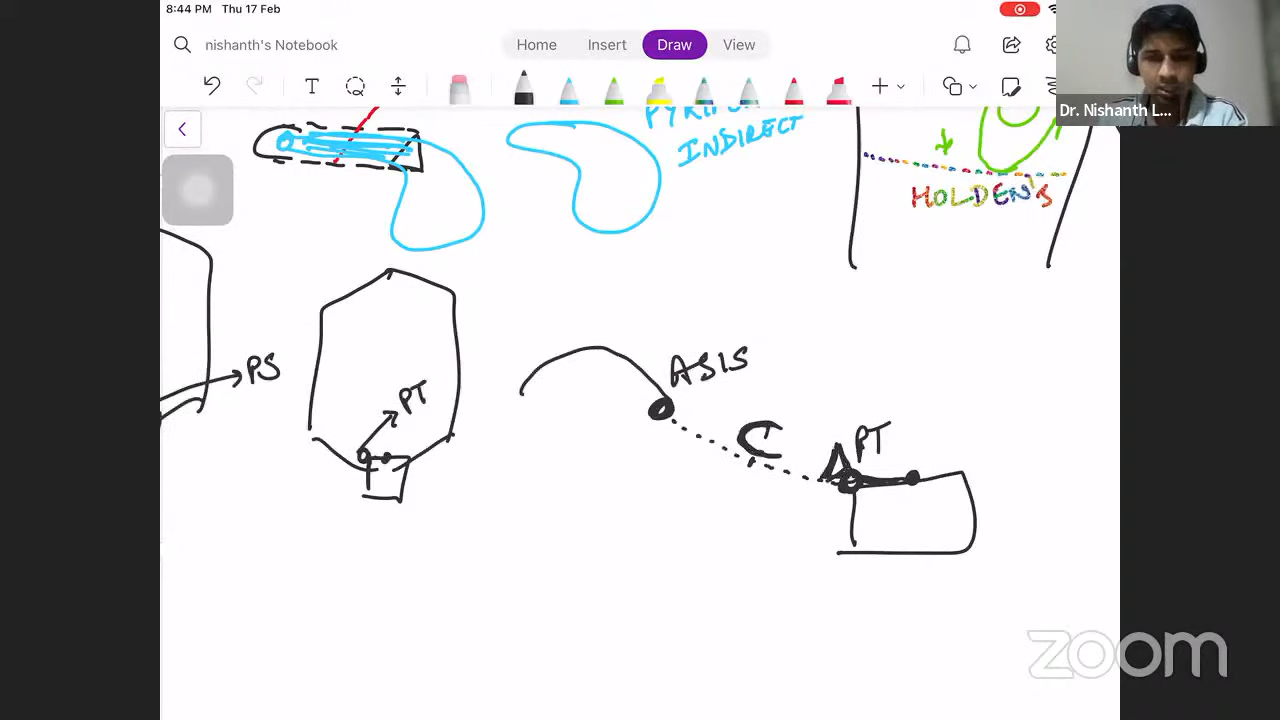 8:44 PM Thu 17 Feb
nishanth's Notebook
Home Insert Draw View
Dr. Nishanth L...
INDIRECT
HOLDEN'S
PS
PT
ASIS
C
PT
zoom